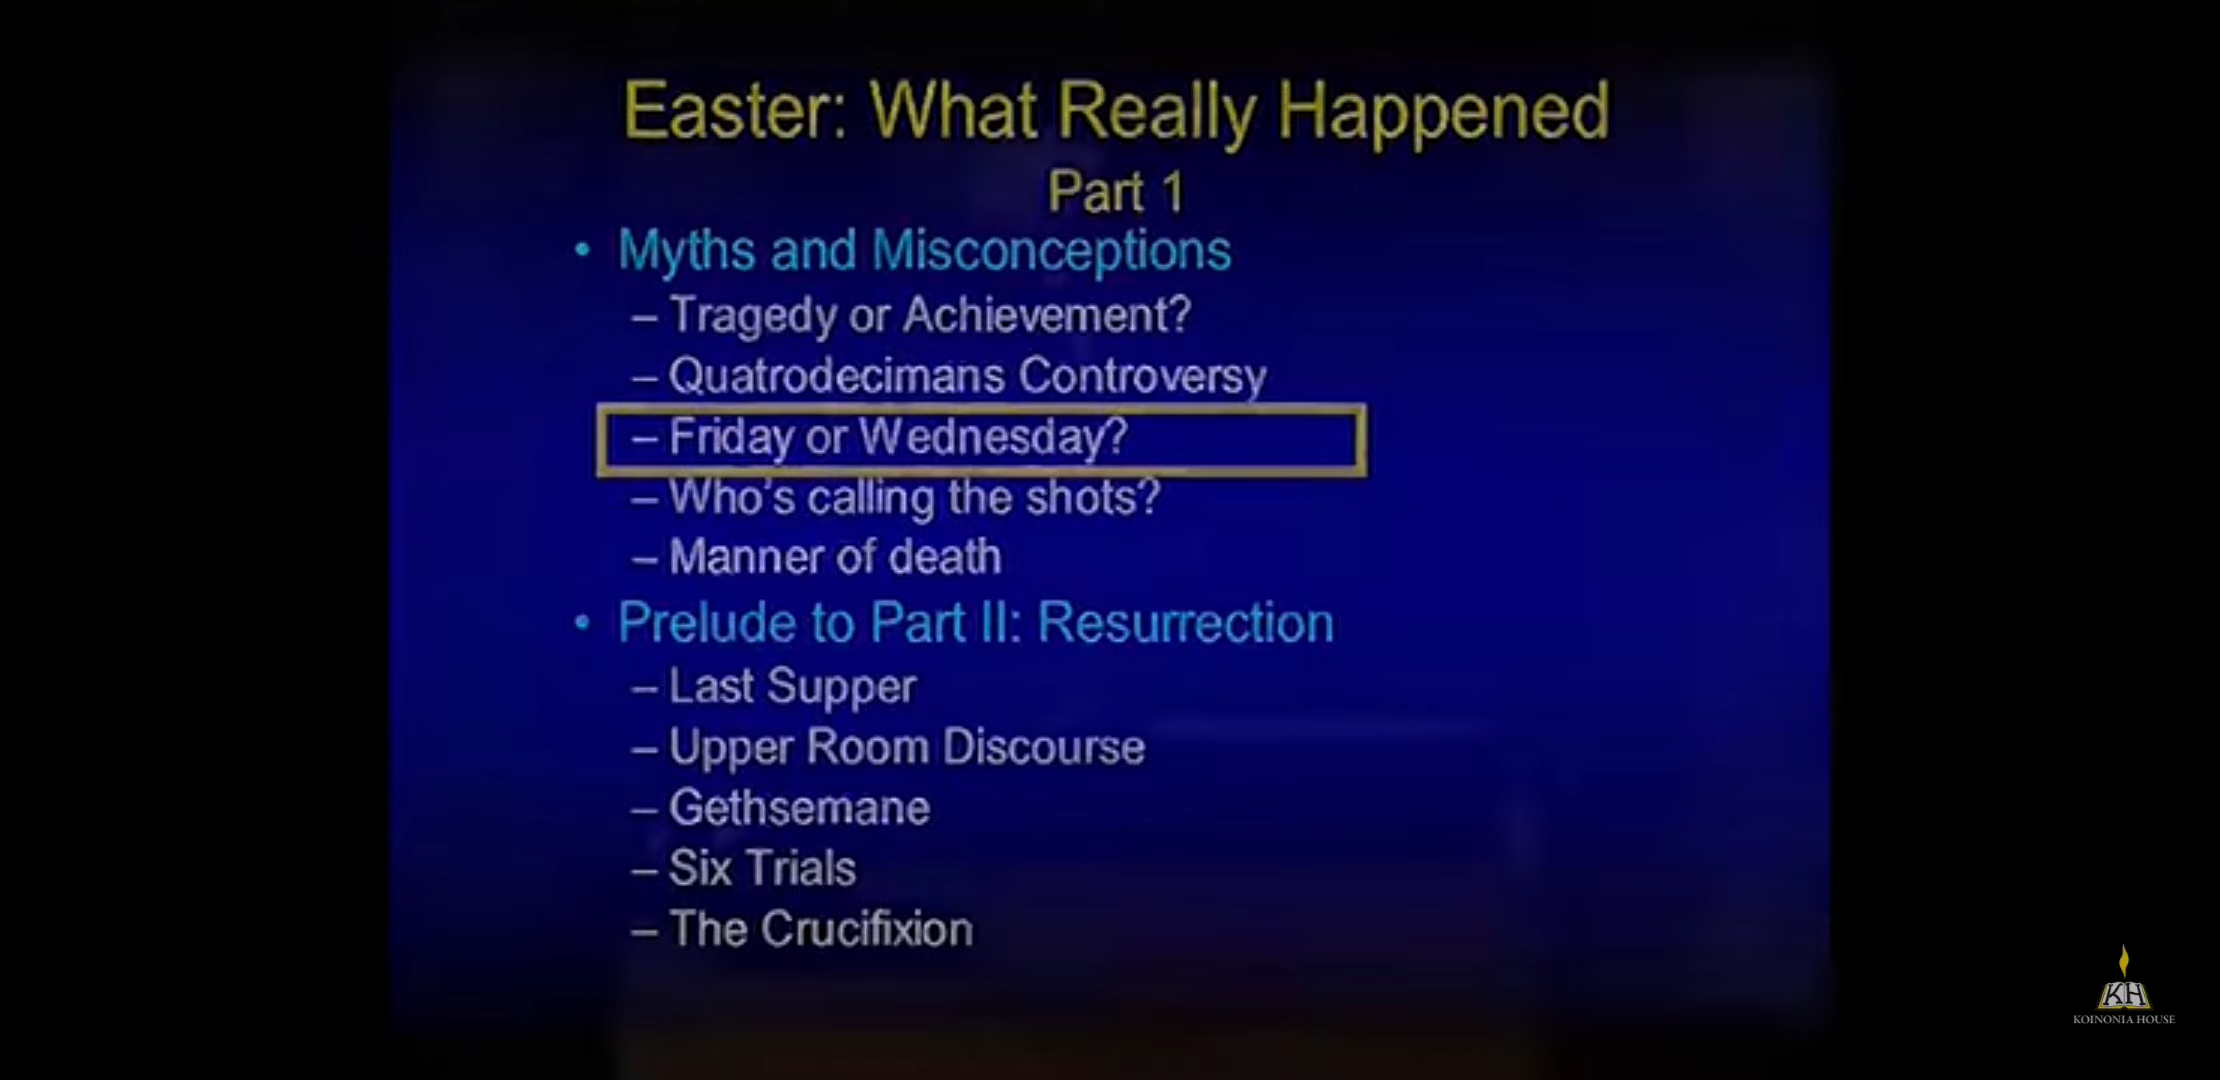 Easter: What Really Happened
Part 1
• Myths and Misconceptions
– Tragedy or Achievement?
– Quatrodecimans Controversy
– Friday or Wednesday?
– Who's calling the shots?
– Manner of death
• Prelude to Part II: Resurrection
– Last Supper
– Upper Room Discourse
– Gethsemane
– Six Trials
– The Crucifixion
KH
KOINONIA HOUSE